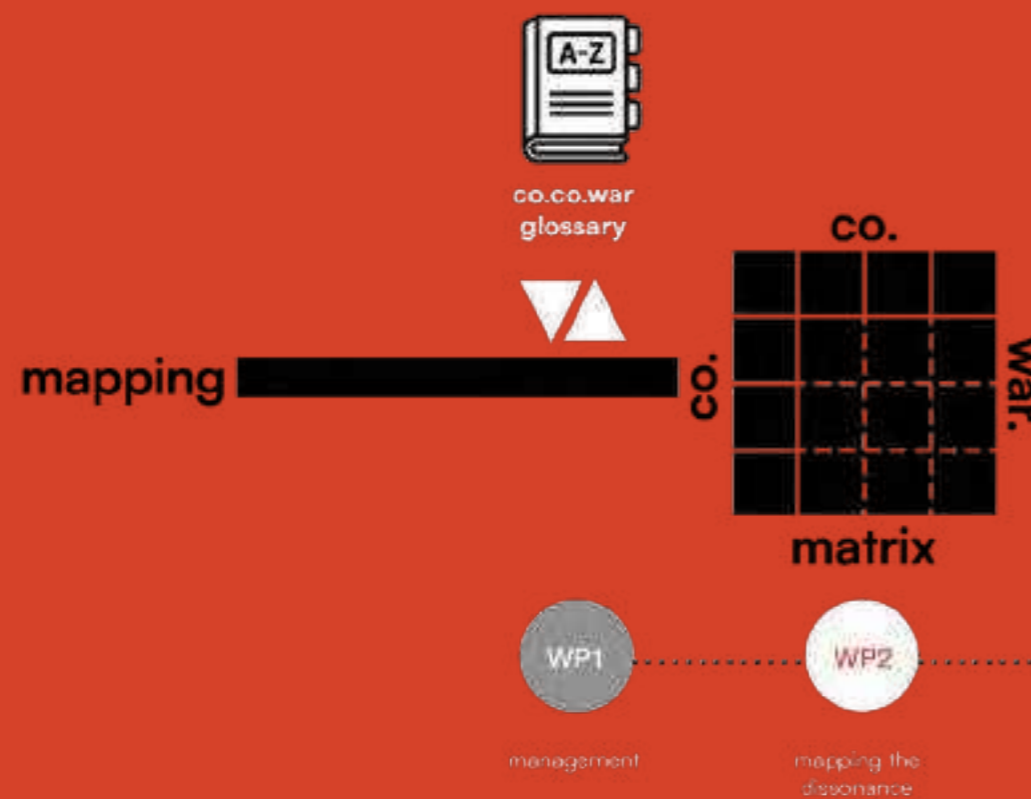 A-Z
co.co.war
glossary
co.
mapping
co.
war.
matrix
WP1
WP2
management
mapping the
dissonance